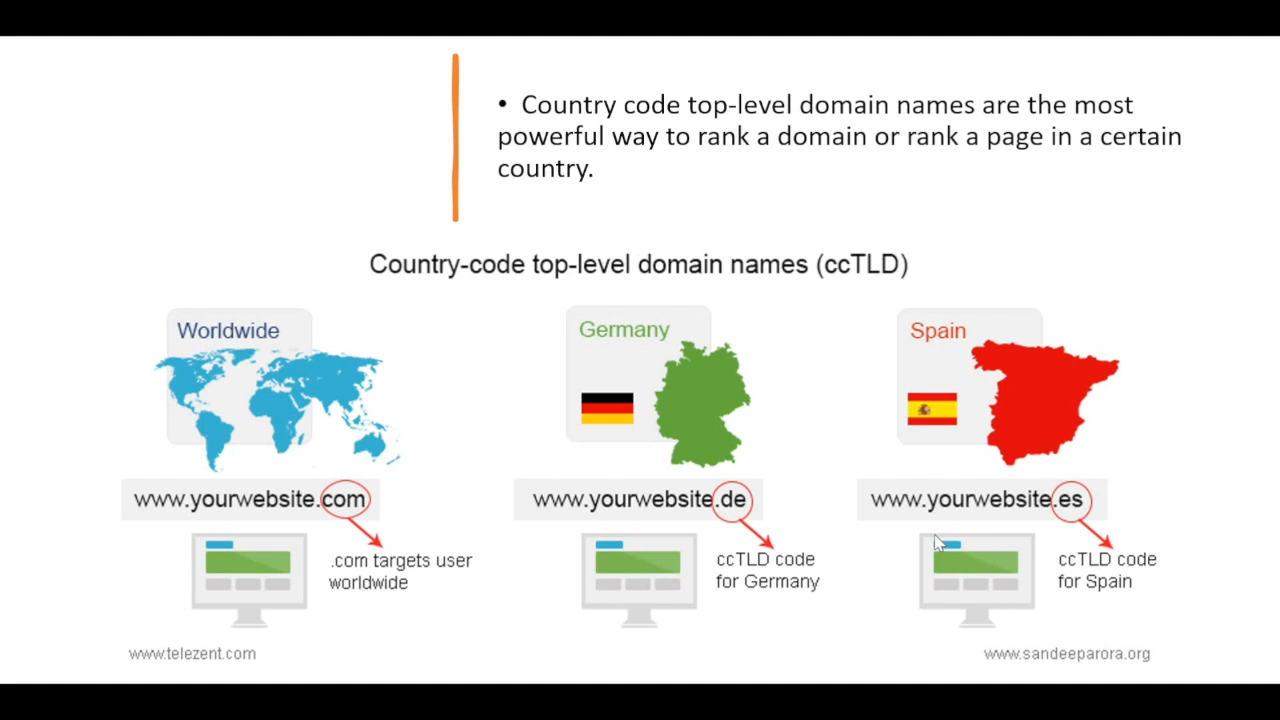 • Country code top-level domain names are the most
powerful way to rank a domain or rank a page in a certain
country.
Country-code top-level domain names (ccTLD)
Worldwide
Germany
Spain
www.yourwebsite.com
www.yourwebsite.de
www.yourwebsite.es
.com targets user
worldwide
ccTLD code
for Germany
ccTLD code
for Spain
www.telezent.com
www.sandeeparora.org